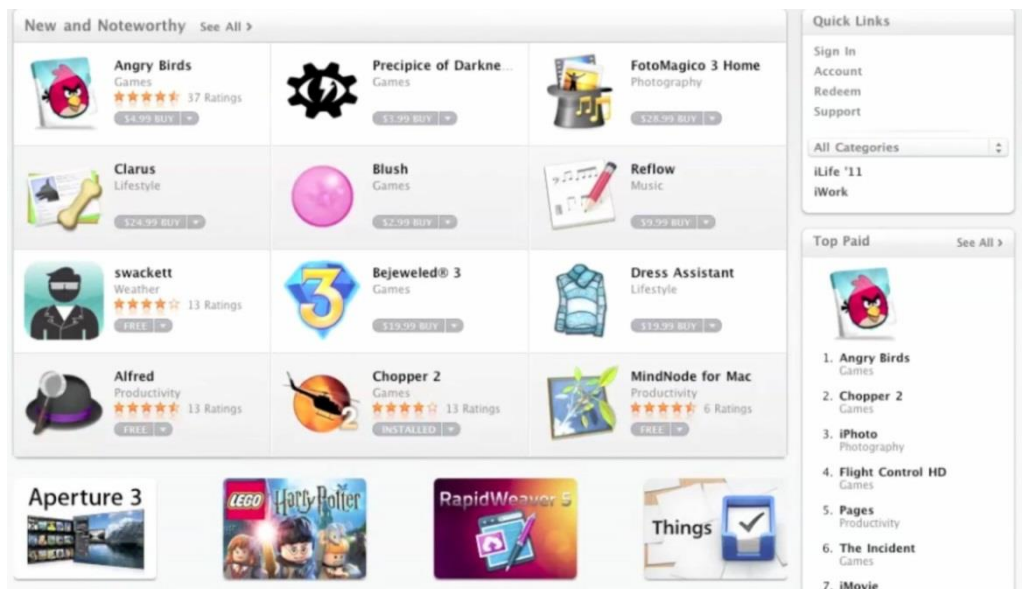 New and Noteworthy See All >
Angry Birds
Games
37 Ratings
$4.99 BUY
Precipice of Darkne...
Games
$3.99 BUY
FotoMagico 3 Home
Photography
$28.99 BUY
Clarus
Lifestyle
$24.99 BUY
Blush
Games
$2.99 BUY
Reflow
Music
$9.99 BUY
swackett
Weather
13 Ratings
FREE
3
Bejeweled® 3
Games
$19.99 BUY
Dress Assistant
Lifestyle
$19.99 BUY
Alfred
Productivity
13 Ratings
FREE
2
Chopper 2
Games
13 Ratings
INSTALLED
MindNode for Mac
Productivity
6 Ratings
FREE
Aperture 3
LEGO Harry Potter
RapidWeaver 5
Things
Quick Links
Sign In
Account
Redeem
Support
All Categories
iLife '11
iWork
Top Paid See All >
1. Angry Birds
Games
2. Chopper 2
Games
3. iPhoto
Photography
4. Flight Control HD
Games
5. Pages
Productivity
6. The Incident
Games
7. iMovie